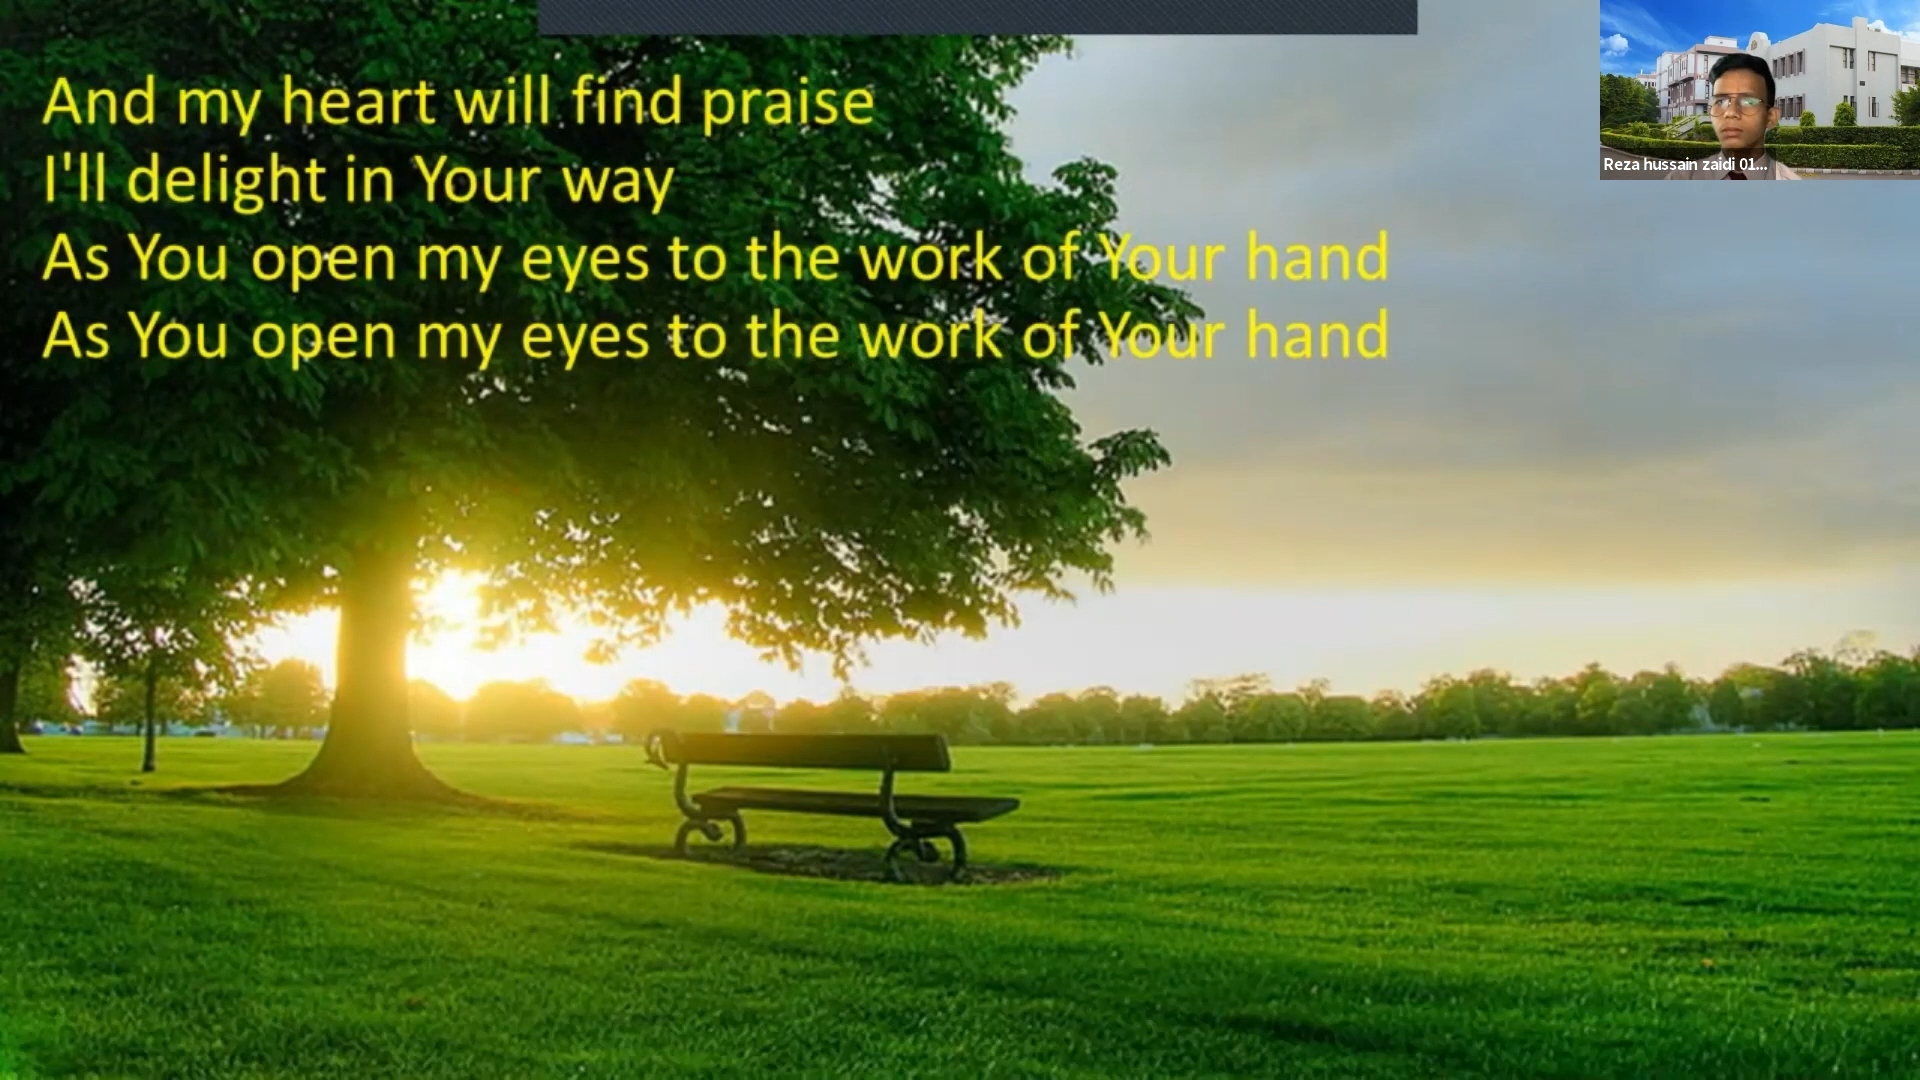 And my heart will find praise
I'll delight in Your way
As You open my eyes to the work of Your hand
As You open my eyes to the work of Your hand
Reza hussain zaidi 01...